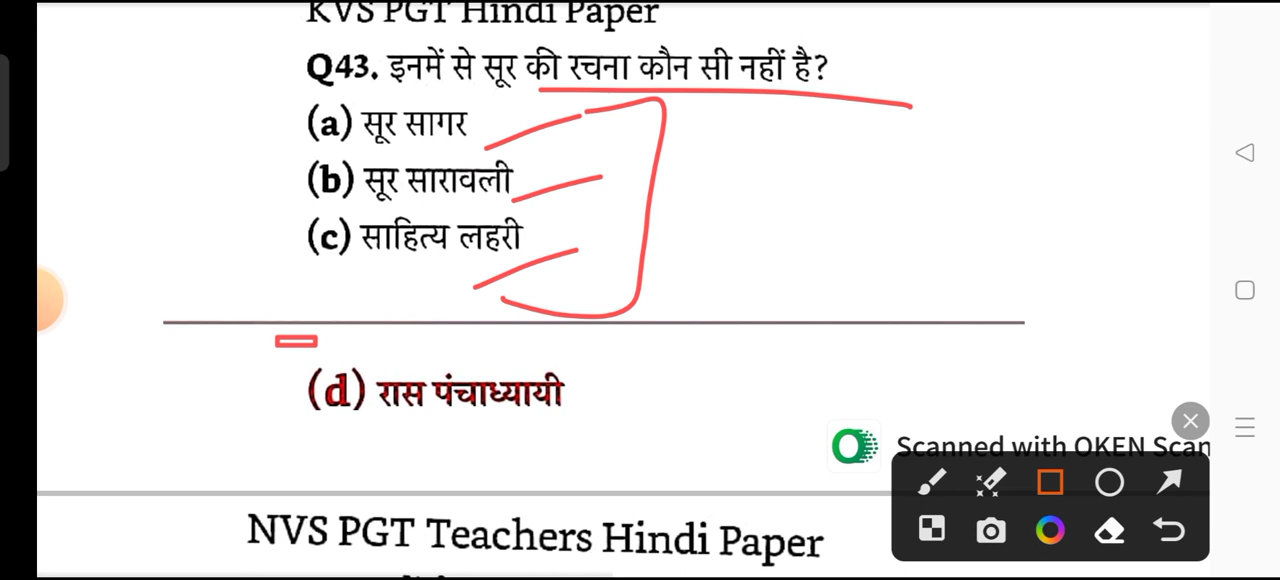 KVS PGT Hindi Paper
Q43. इनमें से सूर की रचना कौन सी नहीं है?
(a) सूर सागर
(b) सूर सारावली
(c) साहित्य लहरी
(d) रास पंचाध्यायी
Scanned with OKEN Scan
NVS PGT Teachers Hindi Paper